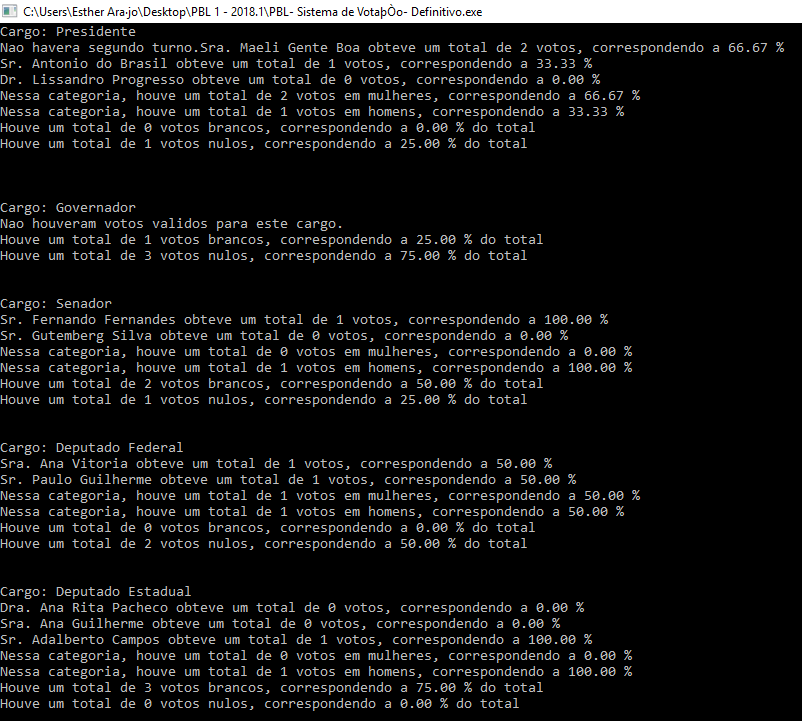 C:\Users\Esther Ara·jo\Desktop\PBL 1 - 2018.1\PBL- Sistema de VotaþÒo- Definitivo.exe
Cargo: Presidente
Nao havera segundo turno.Sra. Maeli Gente Boa obteve um total de 2 votos, correspondendo a 66.67 %
Sr. Antonio do Brasil obteve um total de 1 votos, correspondendo a 33.33 %
Dr. Lissandro Progresso obteve um total de 0 votos, correspondendo a 0.00 %
Nessa categoria, houve um total de 2 votos em mulheres, correspondendo a 66.67 %
Nessa categoria, houve um total de 1 votos em homens, correspondendo a 33.33 %
Houve um total de 0 votos brancos, correspondendo a 0.00 % do total
Houve um total de 1 votos nulos, correspondendo a 25.00 % do total
Cargo: Governador
Nao houveram votos validos para este cargo.
Houve um total de 1 votos brancos, correspondendo a 25.00 % do total
Houve um total de 3 votos nulos, correspondendo a 75.00 % do total
Cargo: Senador
Sr. Fernando Fernandes obteve um total de 1 votos, correspondendo a 100.00 %
Sr. Gutemberg Silva obteve um total de 0 votos, correspondendo a 0.00 %
Nessa categoria, houve um total de 0 votos em mulheres, correspondendo a 0.00 %
Nessa categoria, houve um total de 1 votos em homens, correspondendo a 100.00 %
Houve um total de 2 votos brancos, correspondendo a 50.00 % do total
Houve um total de 1 votos nulos, correspondendo a 25.00 % do total
Cargo: Deputado Federal
Sra. Ana Vitoria obteve um total de 1 votos, correspondendo a 50.00 %
Sr. Paulo Guilherme obteve um total de 1 votos, correspondendo a 50.00 %
Nessa categoria, houve um total de 1 votos em mulheres, correspondendo a 50.00 %
Nessa categoria, houve um total de 1 votos em homens, correspondendo a 50.00 %
Houve um total de 0 votos brancos, correspondendo a 0.00 % do total
Houve um total de 2 votos nulos, correspondendo a 50.00 % do total
Cargo: Deputado Estadual
Dra. Ana Rita Pacheco obteve um total de 0 votos, correspondendo a 0.00 %
Sra. Ana Guilherme obteve um total de 0 votos, correspondendo a 0.00 %
Sr. Adalberto Campos obteve um total de 1 votos, correspondendo a 100.00 %
Nessa categoria, houve um total de 0 votos em mulheres, correspondendo a 0.00 %
Nessa categoria, houve um total de 1 votos em homens, correspondendo a 100.00 %
Houve um total de 3 votos brancos, correspondendo a 75.00 % do total
Houve um total de 0 votos nulos, correspondendo a 0.00 % do total